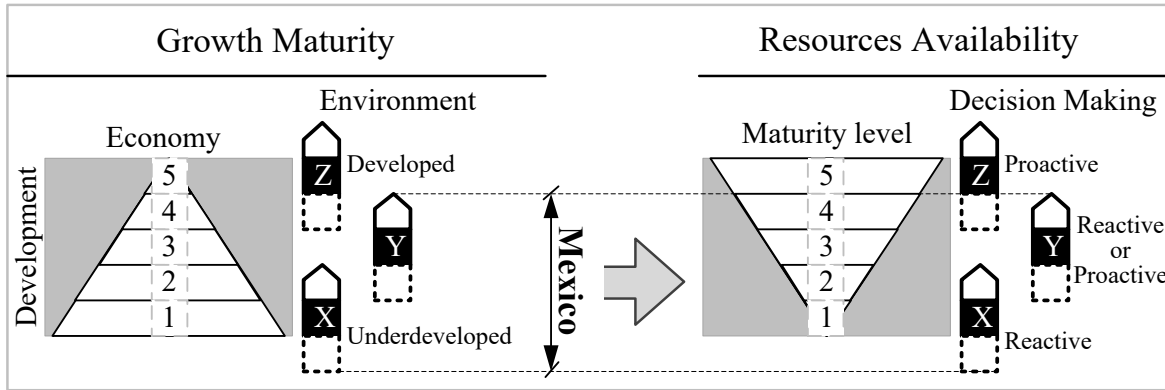 Growth Maturity
Resources Availability
Environment
Decision Making
Economy
Maturity level
Development
5
4
3
2
1
Z
Developed
Y
X
Underdeveloped
Mexico
5
4
3
2
1
Z
Proactive
Y
Reactive
or
Proactive
X
Reactive